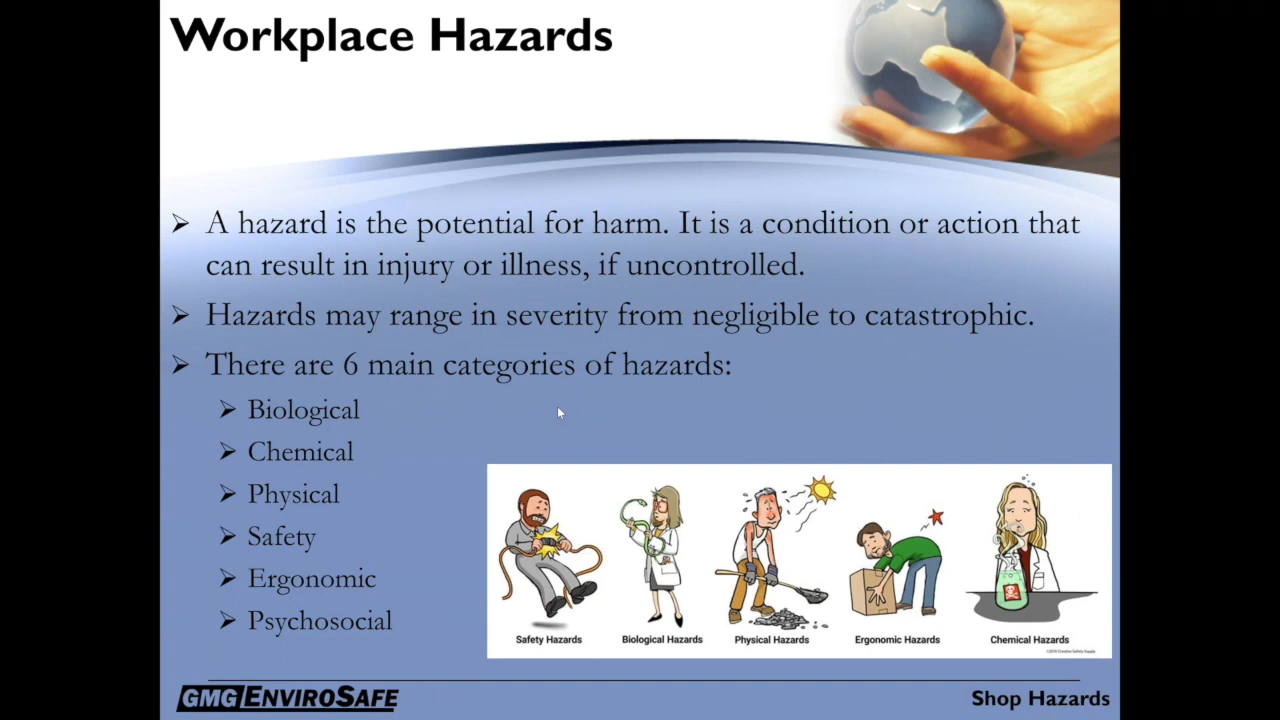 Workplace Hazards
➢ A hazard is the potential for harm. It is a condition or action that
can result in injury or illness, if uncontrolled.
➢ Hazards may range in severity from negligible to catastrophic.
➢ There are 6 main categories of hazards:
➢ Biological
➢ Chemical
➢ Physical
➢ Safety
➢ Ergonomic
➢ Psychosocial
Safety Hazards Biological Hazards Physical Hazards Ergonomic Hazards Chemical Hazards
Creative Safety Supply
GMG ENVIROSAFE
Shop Hazards